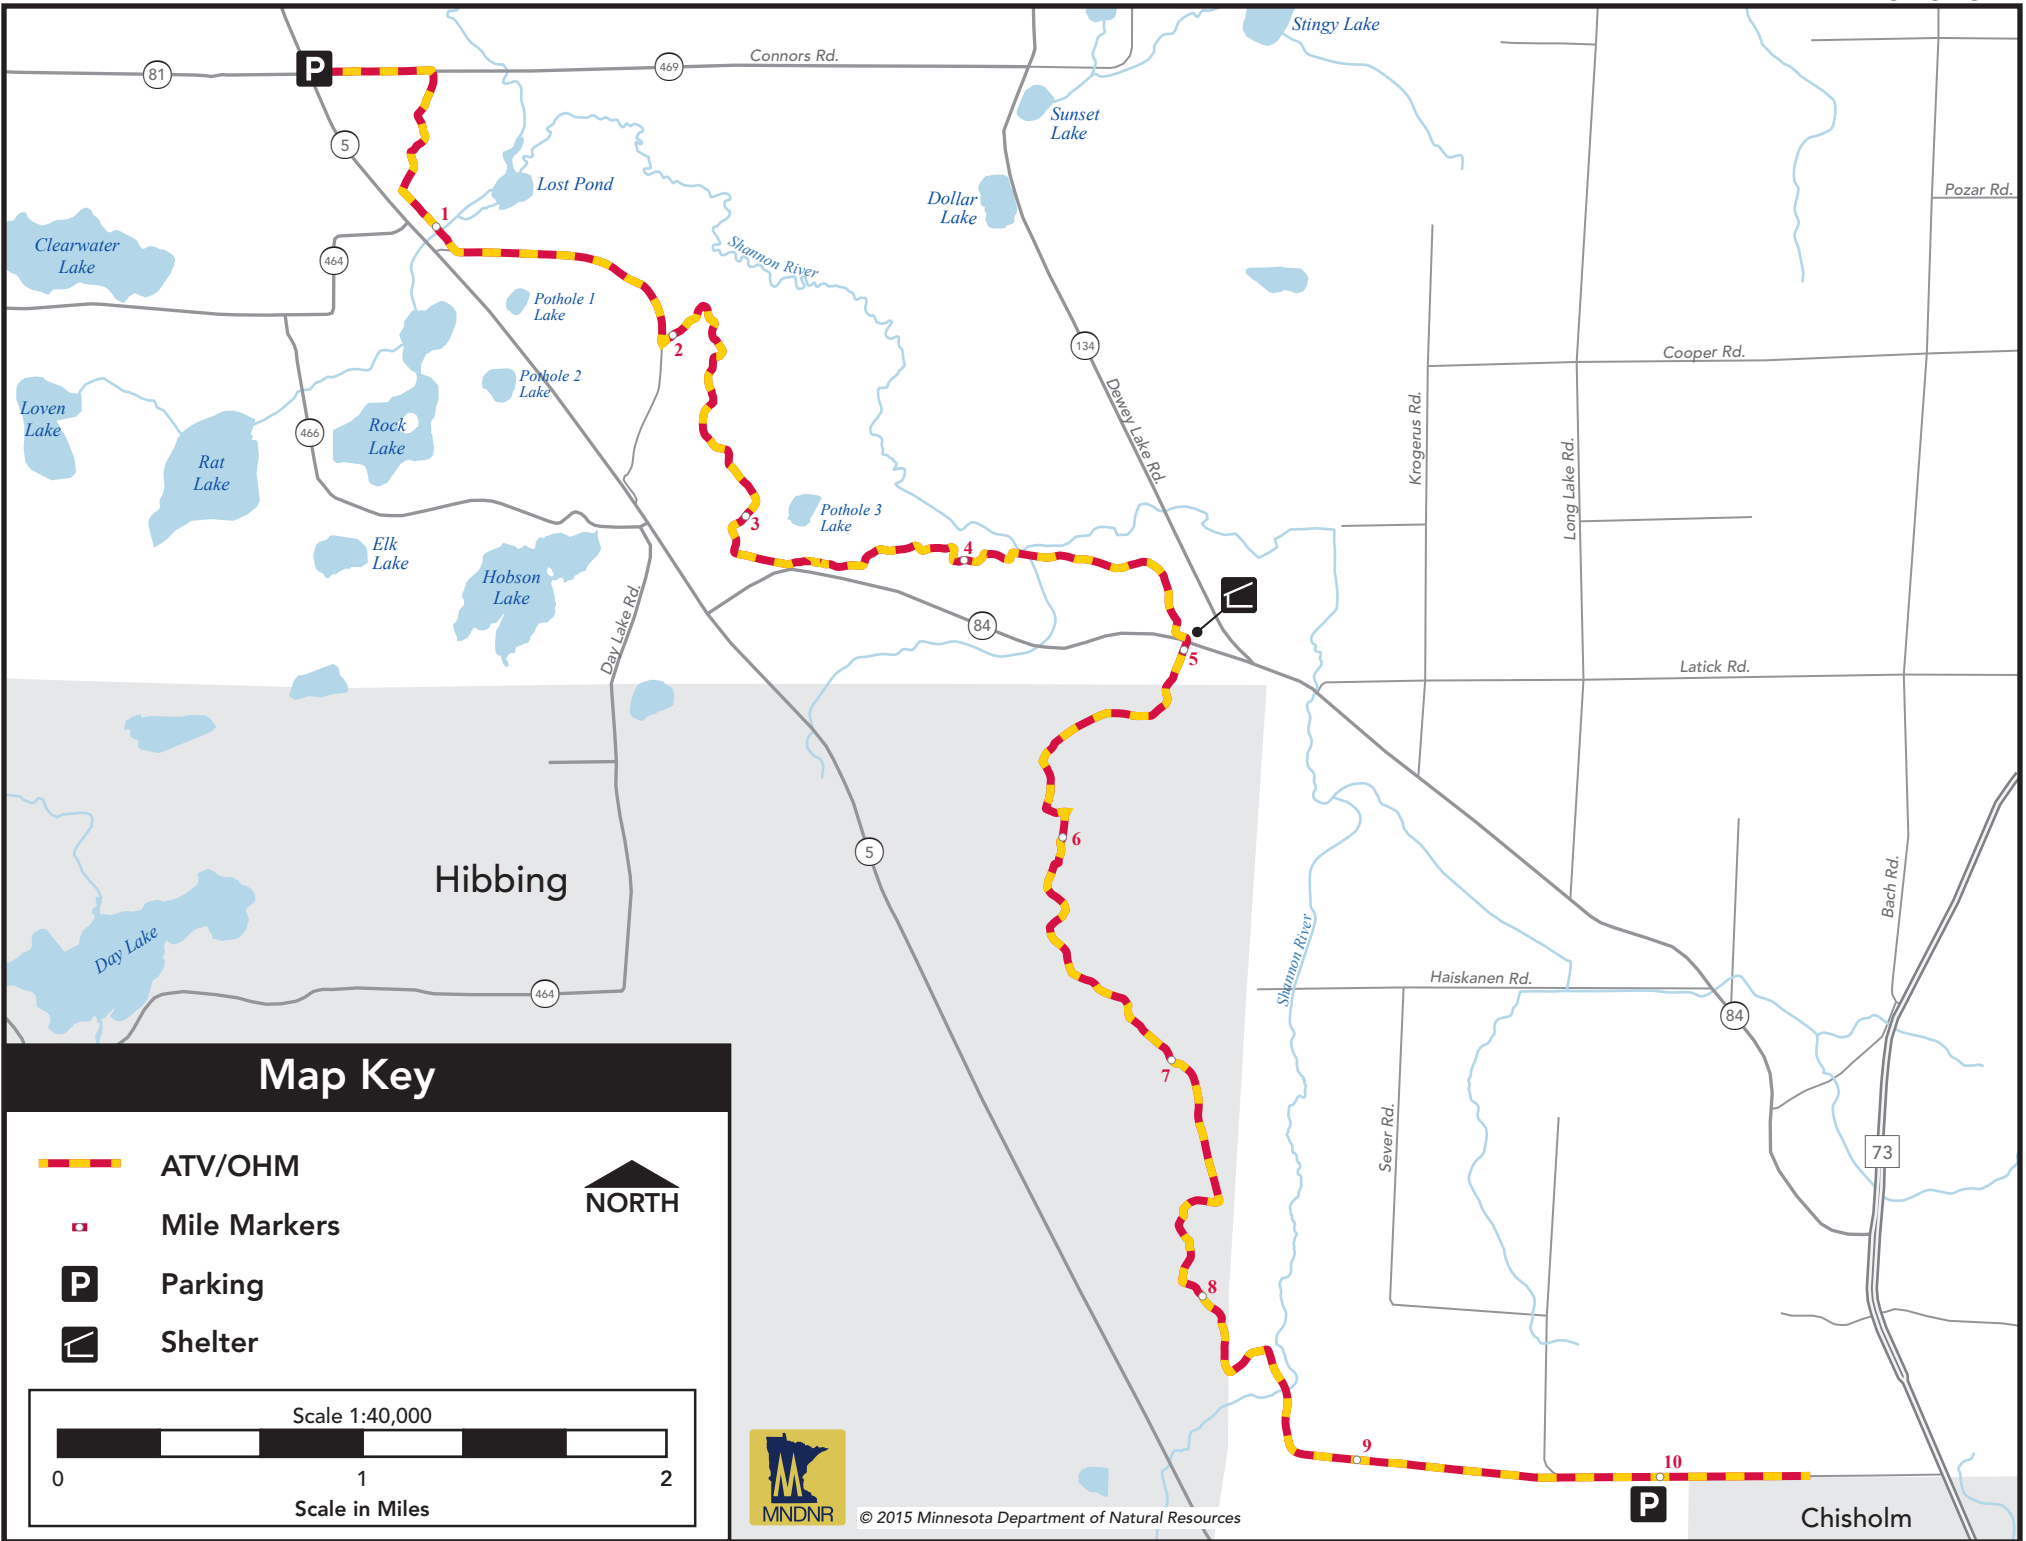 Stingy Lake
81
P
469
Connors Rd.
5
Sunset
Lake
Lost Pond
Dollar
Lake
Pozar Rd.
1
Clearwater
Lake
464
Shannon River
Pothole 1
Lake
2
134
Cooper Rd.
Pothole 2
Lake
Loven
Lake
Rock
Lake
466
Dewey Lake Rd.
Krogerus Rd.
Long Lake Rd.
Rat
Lake
3
Pothole 3
Lake
4
Elk
Lake
Hobson
Lake
Day Lake Rd.
84
5
Latick Rd.
6
5
Hibbing
Bach Rd.
Day Lake
Shannon River
Haiskanen Rd.
464
84
7
Sever Rd.
73
8
9
10
P
Chisholm
Map Key
ATV/OHM
NORTH
Mile Markers
P
Parking
Shelter
Scale 1:40,000
0 1 2
Scale in Miles
M
MNDNR
© 2015 Minnesota Department of Natural Resources